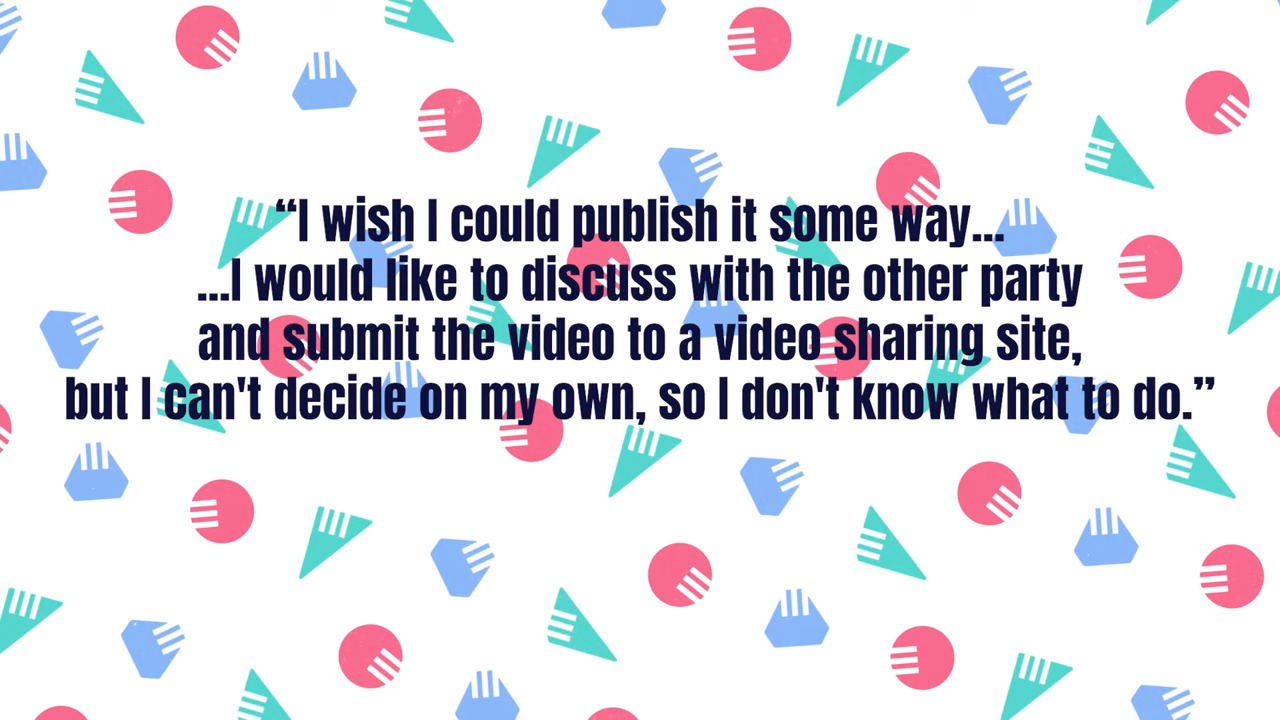 “I wish I could publish it some way...
...I would like to discuss with the other party
and submit the video to a video sharing site,
but I can't decide on my own, so I don't know what to do.”